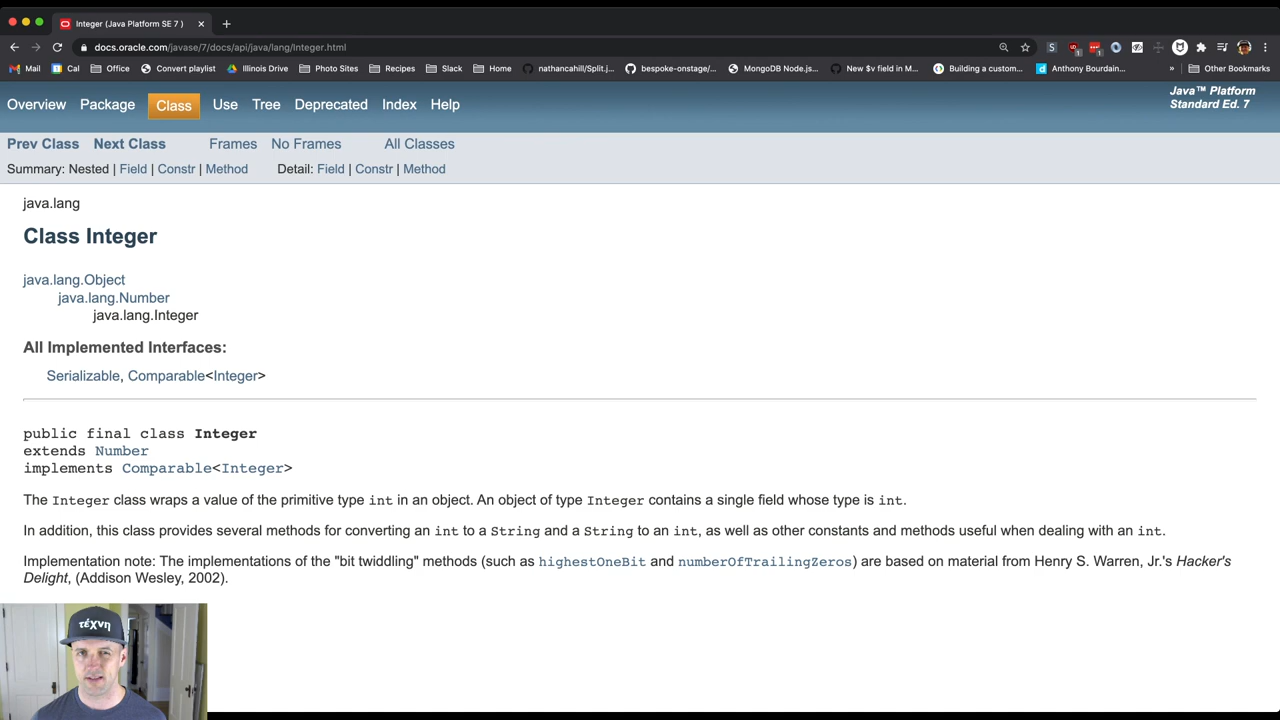 Integer (Java Platform SE 7 )
docs.oracle.com/javase/7/docs/api/java/lang/Integer.html
Mail Cal Office Convert playlist Illinois Drive Photo Sites Recipes Slack Home nathancahill/Split.j... bespoke-onstage/... MongoDB Node.js... New $v field in M... Building a custom... Anthony Bourdain... » Other Bookmarks
Overview Package Class Use Tree Deprecated Index Help
Java™ Platform
Standard Ed. 7
Prev Class Next Class Frames No Frames All Classes
Summary: Nested | Field | Constr | Method Detail: Field | Constr | Method
java.lang
Class Integer
java.lang.Object
java.lang.Number
java.lang.Integer
All Implemented Interfaces:
Serializable, Comparable<Integer>
public final class Integer
extends Number
implements Comparable<Integer>
The Integer class wraps a value of the primitive type int in an object. An object of type Integer contains a single field whose type is int.
In addition, this class provides several methods for converting an int to a String and a String to an int, as well as other constants and methods useful when dealing with an int.
Implementation note: The implementations of the "bit twiddling" methods (such as highestOneBit and numberOfTrailingZeros) are based on material from Henry S. Warren, Jr.'s Hacker's
Delight, (Addison Wesley, 2002).
τέχνη